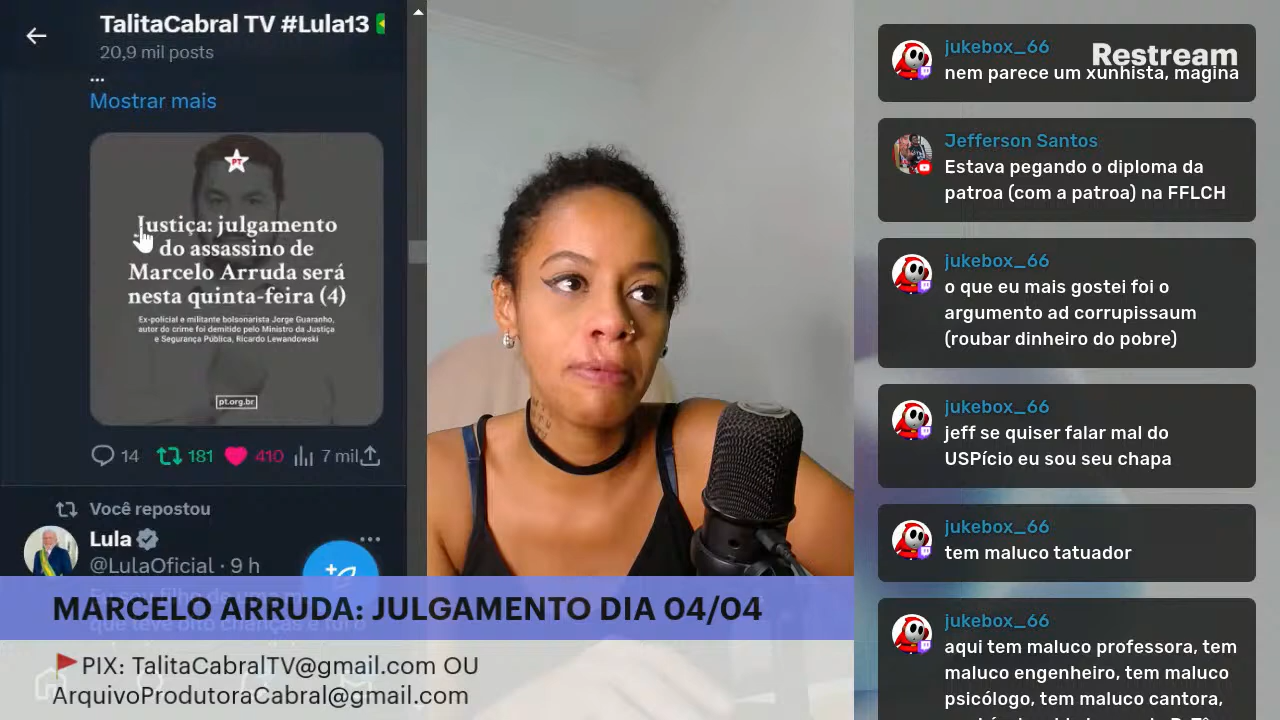 TalitaCabral TV #Lula13
20,9 mil posts
...
Mostrar mais
PT
Justiça: julgamento
do assassino de
Marcelo Arruda será
nesta quinta-feira (4)
Ex-policial e militante bolsonarista Jorge Guaranho,
autor do crime foi demitido pelo Ministro da Justiça
e Segurança Pública, Ricardo Lewandowski
pt.org.br
14 181 410 7 mil
Você repostou
Lula
@LulaOficial · 9 h
MARCELO ARRUDA: JULGAMENTO DIA 04/04
PIX: TalitaCabralTV@gmail.com OU
ArquivoProdutoraCabral@gmail.com
Restream
jukebox_66
nem parece um xunhista, magina
Jefferson Santos
Estava pegando o diploma da
patroa (com a patroa) na FFLCH
jukebox_66
o que eu mais gostei foi o
argumento ad corrupissaum
(roubar dinheiro do pobre)
jukebox_66
jeff se quiser falar mal do
USPício eu sou seu chapa
jukebox_66
tem maluco tatuador
jukebox_66
aqui tem maluco professora, tem
maluco engenheiro, tem maluco
psicólogo, tem maluco cantora,